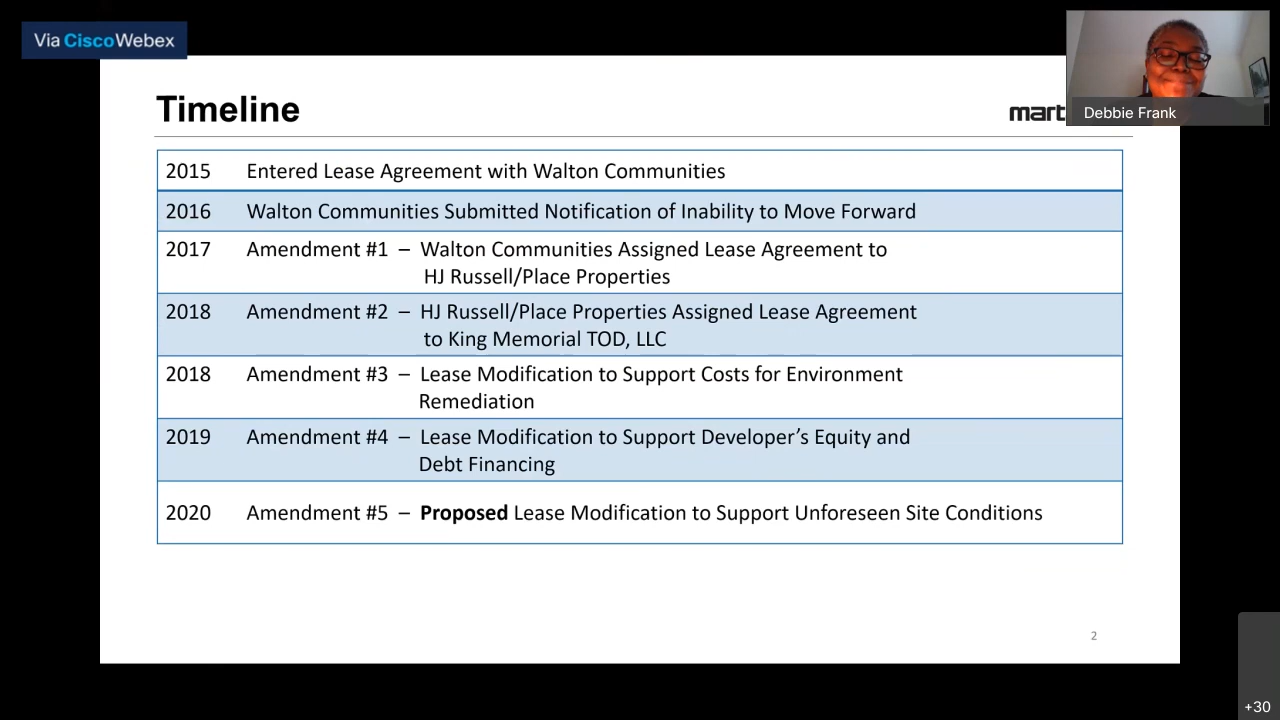 Via CiscoWebex
Timeline
mart
Debbie Frank
2015 Entered Lease Agreement with Walton Communities
2016 Walton Communities Submitted Notification of Inability to Move Forward
2017 Amendment #1 – Walton Communities Assigned Lease Agreement to
HJ Russell/Place Properties
2018 Amendment #2 – HJ Russell/Place Properties Assigned Lease Agreement
to King Memorial TOD, LLC
2018 Amendment #3 – Lease Modification to Support Costs for Environment
Remediation
2019 Amendment #4 – Lease Modification to Support Developer’s Equity and
Debt Financing
2020 Amendment #5 – Proposed Lease Modification to Support Unforeseen Site Conditions
2
+30